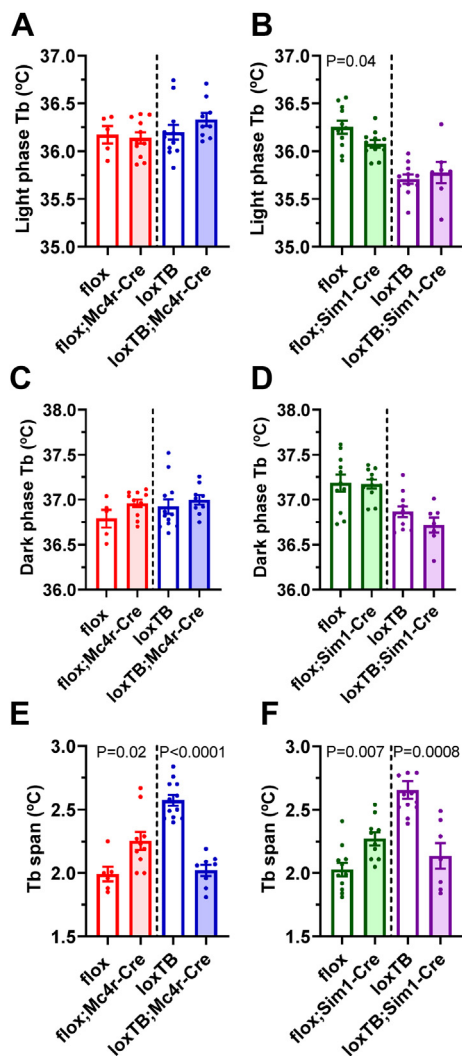 A
B
Light phase Tb (ºC)
37.0
36.5
36.0
35.5
35.0
flox
flox;Mc4r-Cre
loxTB
loxTB;Mc4r-Cre
Light phase Tb (ºC)
37.0
36.5
36.0
35.5
35.0
P=0.04
flox
flox;Sim1-Cre
loxTB
loxTB;Sim1-Cre
C
D
Dark phase Tb (ºC)
38.0
37.5
37.0
36.5
36.0
flox
flox;Mc4r-Cre
loxTB
loxTB;Mc4r-Cre
Dark phase Tb (ºC)
38.0
37.5
37.0
36.5
36.0
flox
flox;Sim1-Cre
loxTB
loxTB;Sim1-Cre
E
F
Tb span (ºC)
3.0
2.5
2.0
1.5
P=0.02 P<0.0001
flox
flox;Mc4r-Cre
loxTB
loxTB;Mc4r-Cre
Tb span (ºC)
3.0
2.5
2.0
1.5
P=0.007 P=0.0008
flox
flox;Sim1-Cre
loxTB
loxTB;Sim1-Cre